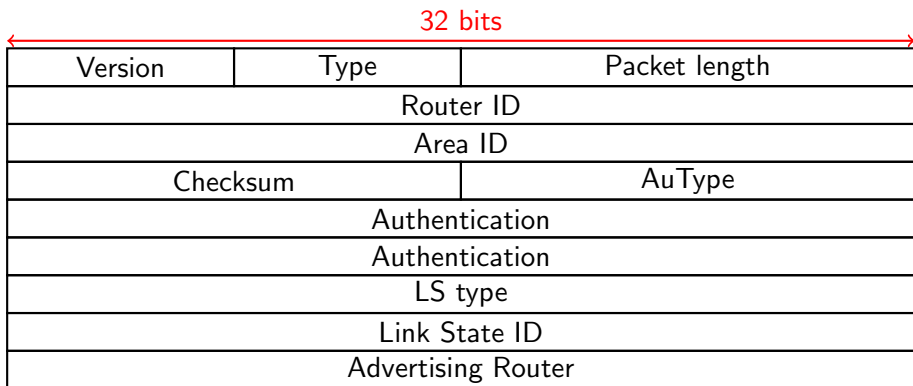 32 bits
Version Type Packet length
Router ID
Area ID
Checksum AuType
Authentication
Authentication
LS type
Link State ID
Advertising Router